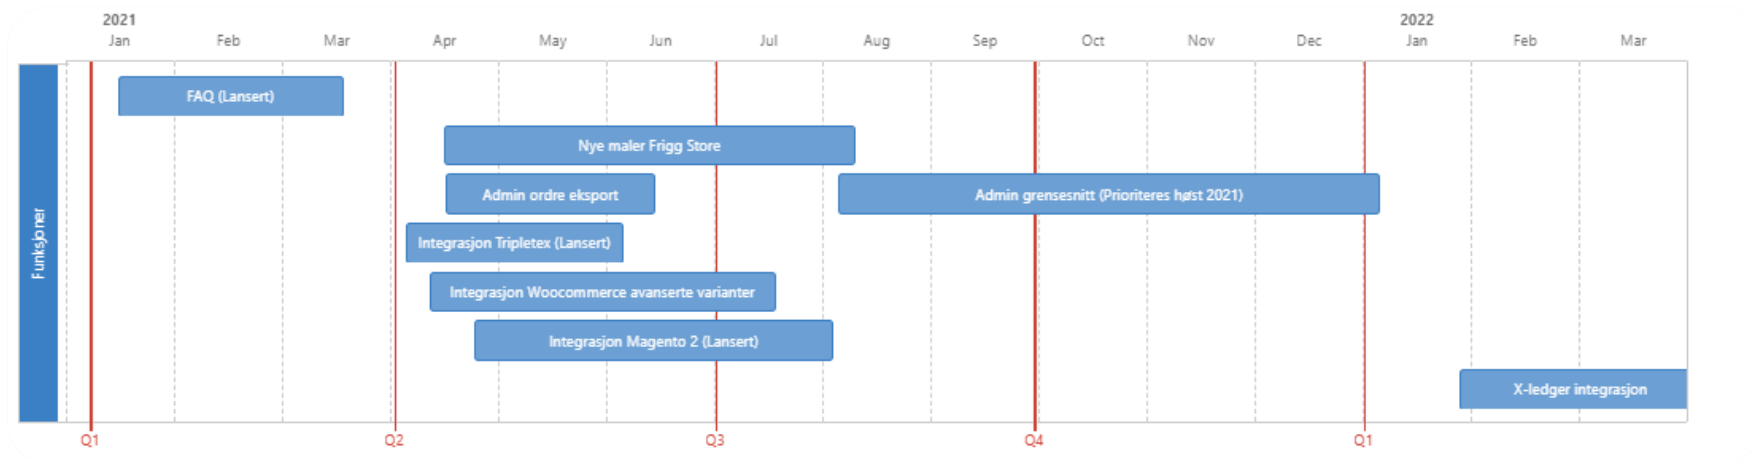 2021 2022
Jan Feb Mar Apr May Jun Jul Aug Sep Oct Nov Dec Jan Feb Mar
Funksjoner
FAQ (Lansert)
Nye maler Frigg Store
Admin ordre eksport
Admin grensesnitt (Prioriteres høst 2021)
Integrasjon Tripletex (Lansert)
Integrasjon Woocommerce avanserte varianter
Integrasjon Magento 2 (Lansert)
X-ledger integrasjon
Q1 Q2 Q3 Q4 Q1